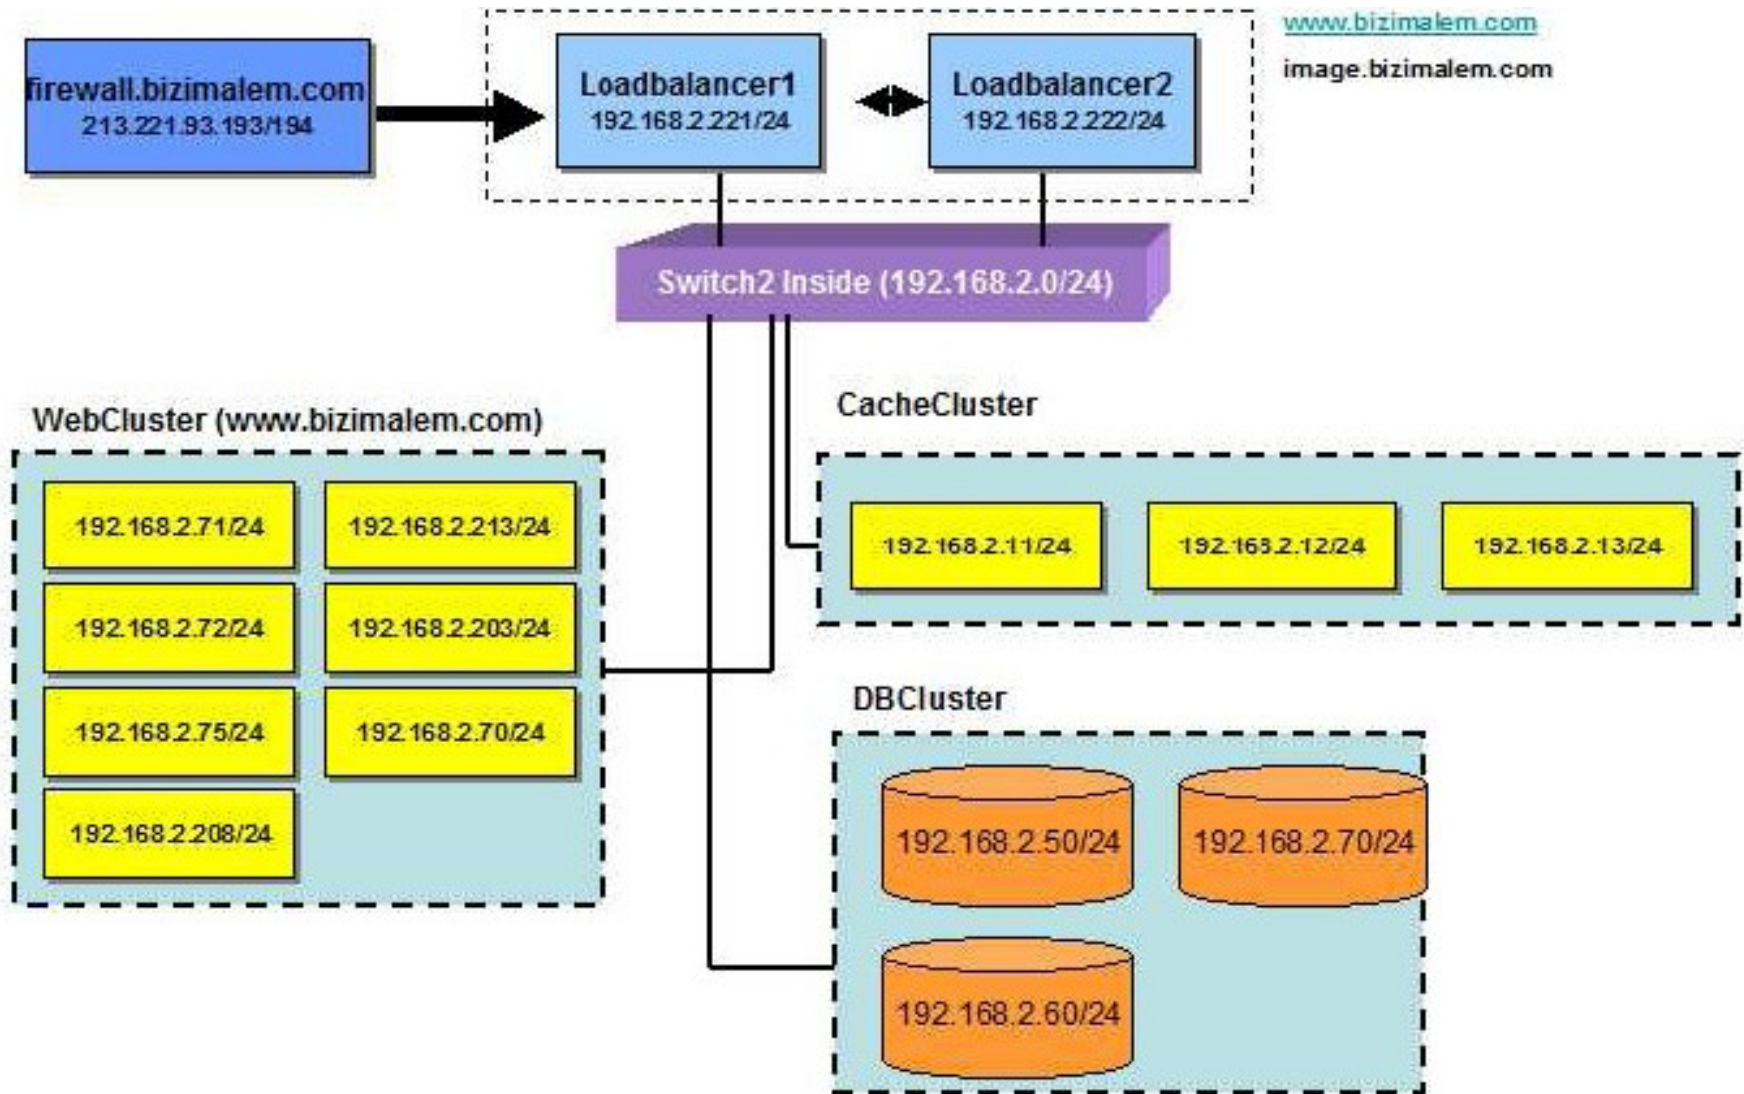 www.bizimalem.com
image.bizimalem.com
firewall.bizimalem.com
213.221.93.193/194
Loadbalancer1
192.168.2.221/24
Loadbalancer2
192.168.2.222/24
Switch2 Inside (192.168.2.0/24)
WebCluster (www.bizimalem.com)
192.168.2.71/24
192.168.2.213/24
192.168.2.72/24
192.168.2.203/24
192.168.2.75/24
192.168.2.70/24
192.168.2.208/24
CacheCluster
192.168.2.11/24
192.168.2.12/24
192.168.2.13/24
DBCluster
192.168.2.50/24
192.168.2.70/24
192.168.2.60/24